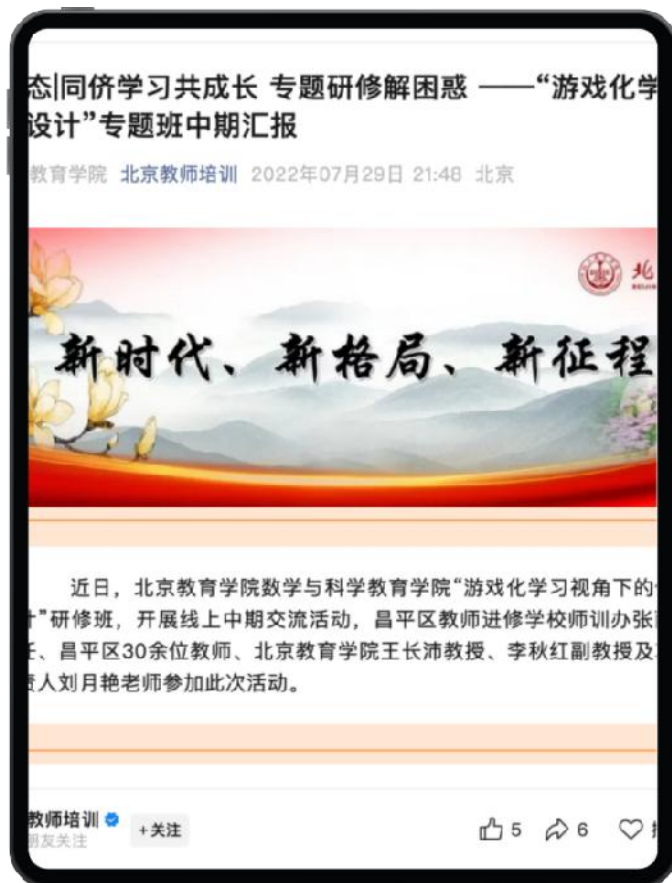 态|同侪学习共成长 专题研修解困惑 ——“游戏化学
设计”专题班中期汇报
教育学院 北京教师培训 2022年07月29日 21:48 北京
北
新时代、新格局、新征程
近日，北京教育学院数学与科学教育学院“游戏化学习视角下的
”研修班，开展线上中期交流活动，昌平区教师进修学校师训办张
、昌平区30余位教师、北京教育学院王长沛教授、李秋红副教授及
责人刘月艳老师参加此次活动。
教师培训
朋友关注
+关注
5
6